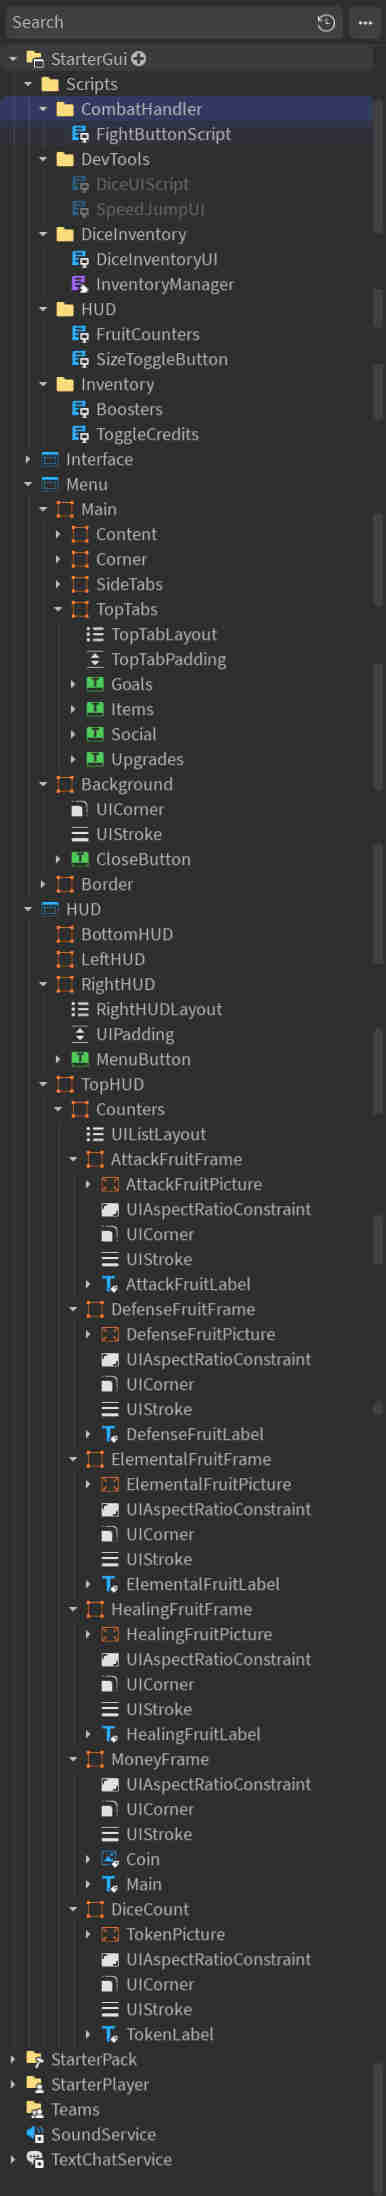 Search
StarterGui
Scripts
CombatHandler
FightButtonScript
DevTools
DiceUIScript
SpeedJumpUI
DiceInventory
DiceInventoryUI
InventoryManager
HUD
FruitCounters
SizeToggleButton
Inventory
Boosters
ToggleCredits
Interface
Menu
Main
Content
Corner
SideTabs
TopTabs
TopTabLayout
TopTabPadding
Goals
Items
Social
Upgrades
Background
UICorner
UIStroke
CloseButton
Border
HUD
BottomHUD
LeftHUD
RightHUD
RightHUDLayout
UIPadding
MenuButton
TopHUD
Counters
UIListLayout
AttackFruitFrame
AttackFruitPicture
UIAspectRatioConstraint
UICorner
UIStroke
AttackFruitLabel
DefenseFruitFrame
DefenseFruitPicture
UIAspectRatioConstraint
UICorner
UIStroke
DefenseFruitLabel
ElementalFruitFrame
ElementalFruitPicture
UIAspectRatioConstraint
UICorner
UIStroke
ElementalFruitLabel
HealingFruitFrame
HealingFruitPicture
UIAspectRatioConstraint
UICorner
UIStroke
HealingFruitLabel
MoneyFrame
UIAspectRatioConstraint
UICorner
UIStroke
Coin
Main
DiceCount
TokenPicture
UIAspectRatioConstraint
UICorner
UIStroke
TokenLabel
StarterPack
StarterPlayer
Teams
SoundService
TextChatService